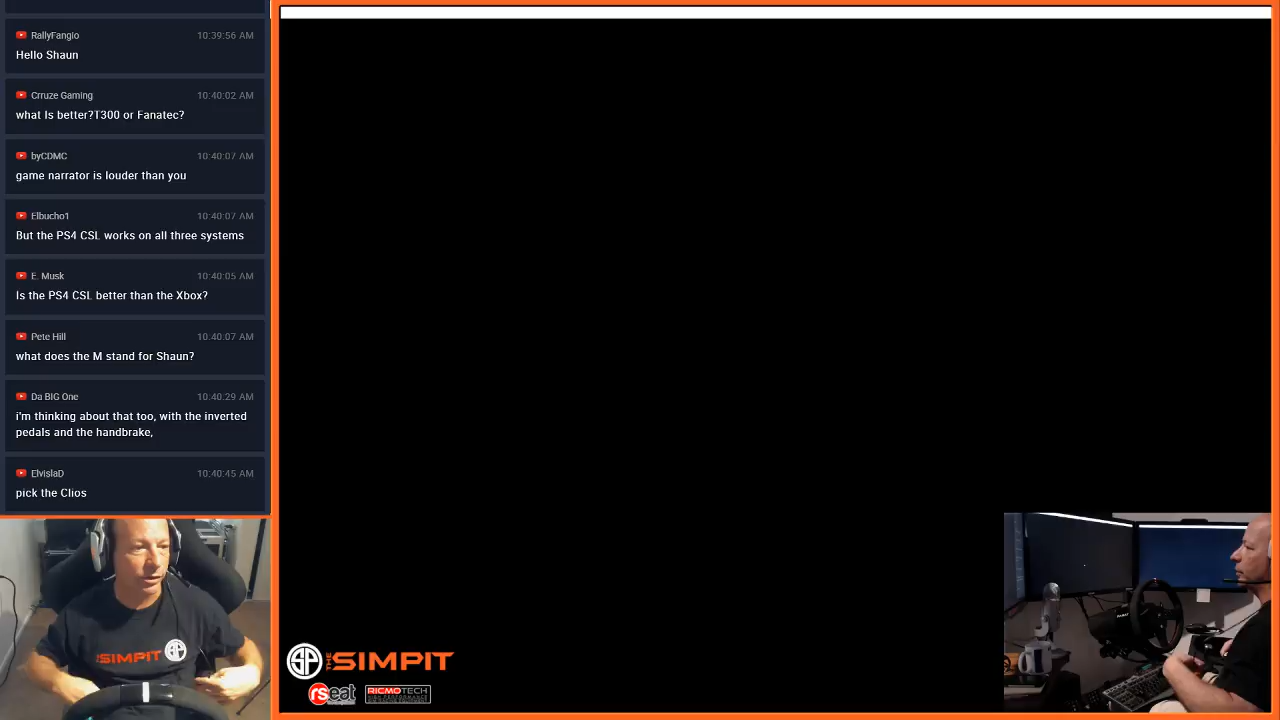 RallyFangio 10:39:56 AM
Hello Shaun
Crruze Gaming 10:40:02 AM
what Is better?T300 or Fanatec?
byCDMC 10:40:07 AM
game narrator is louder than you
Elbucho1 10:40:07 AM
But the PS4 CSL works on all three systems
E. Musk 10:40:05 AM
Is the PS4 CSL better than the Xbox?
Pete Hill 10:40:07 AM
what does the M stand for Shaun?
Da BIG One 10:40:29 AM
i'm thinking about that too, with the inverted
pedals and the handbrake,
ElvislaD 10:40:45 AM
pick the Clios
THE SIMPIT SP
SP THE SIMPIT
rseat RICMOTECH